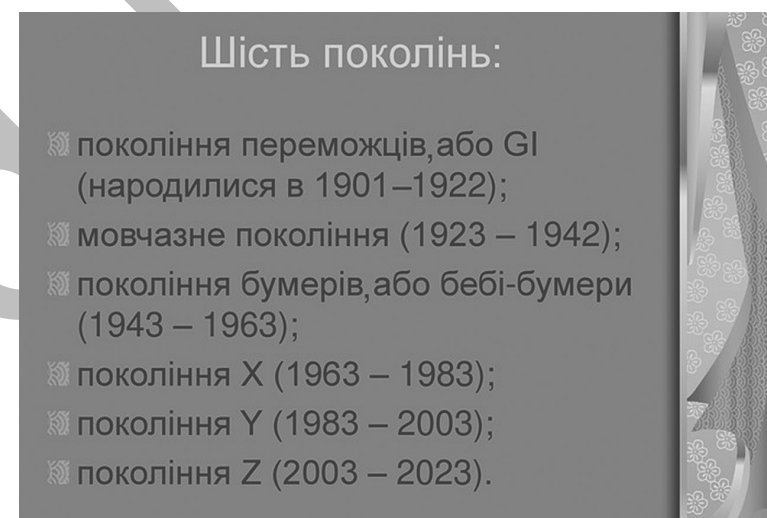 Шість поколінь:
покоління переможців,або GI
(народилися в 1901–1922);
мовчазне покоління (1923 – 1942);
покоління бумерів,або бебі-бумери
(1943 – 1963);
покоління X (1963 – 1983);
покоління Y (1983 – 2003);
покоління Z (2003 – 2023).